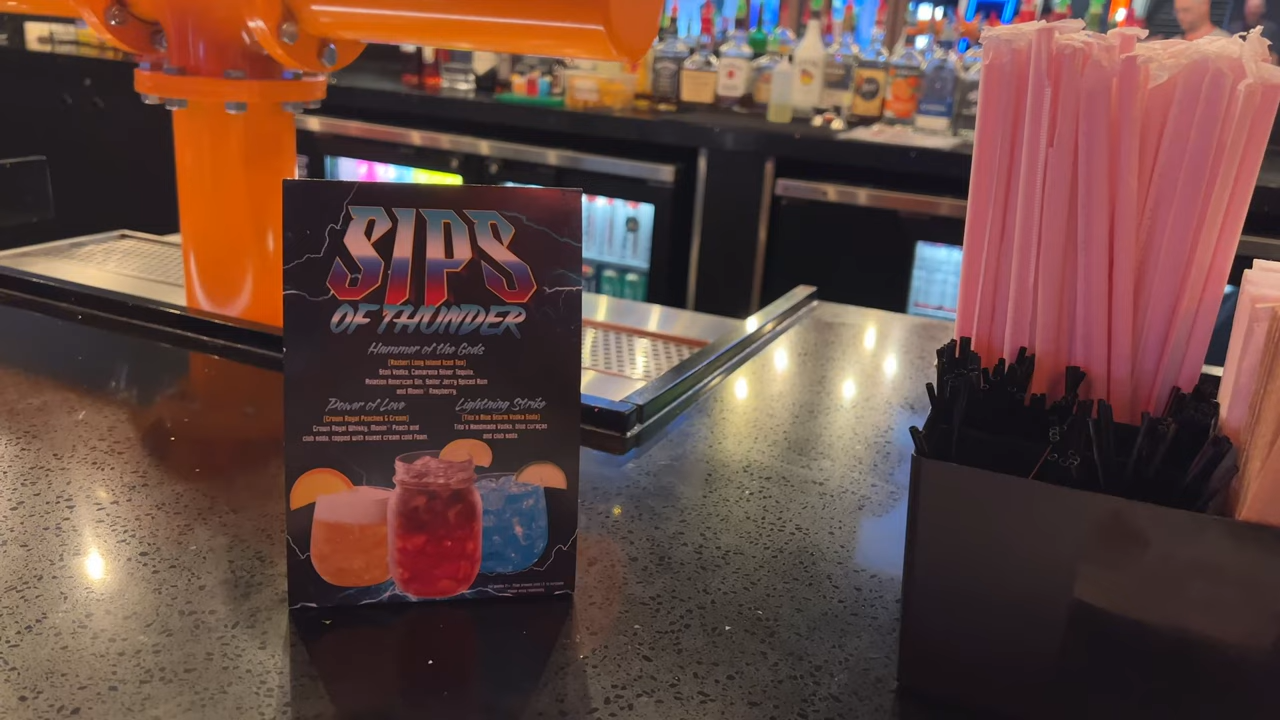 SIPS
OF THUNDER
Hammer of the Gods
(Bacberi Long Island Iced Tea)
Stoli Vodka, Camarena Silver Tequila,
Aviation American Gin, Sailor Jerry Spiced Rum
and Monin® Raspberry
Power of Love
(Crown Royal Peaches & Cream)
Crown Royal Whisky, Monin® Peach and
club soda, topped with sweet cream cold foam.
Lightning Strike
(Tito's Blue Storm Vodka Soda)
Tito's Handmade Vodka, blue curaçao
and club soda